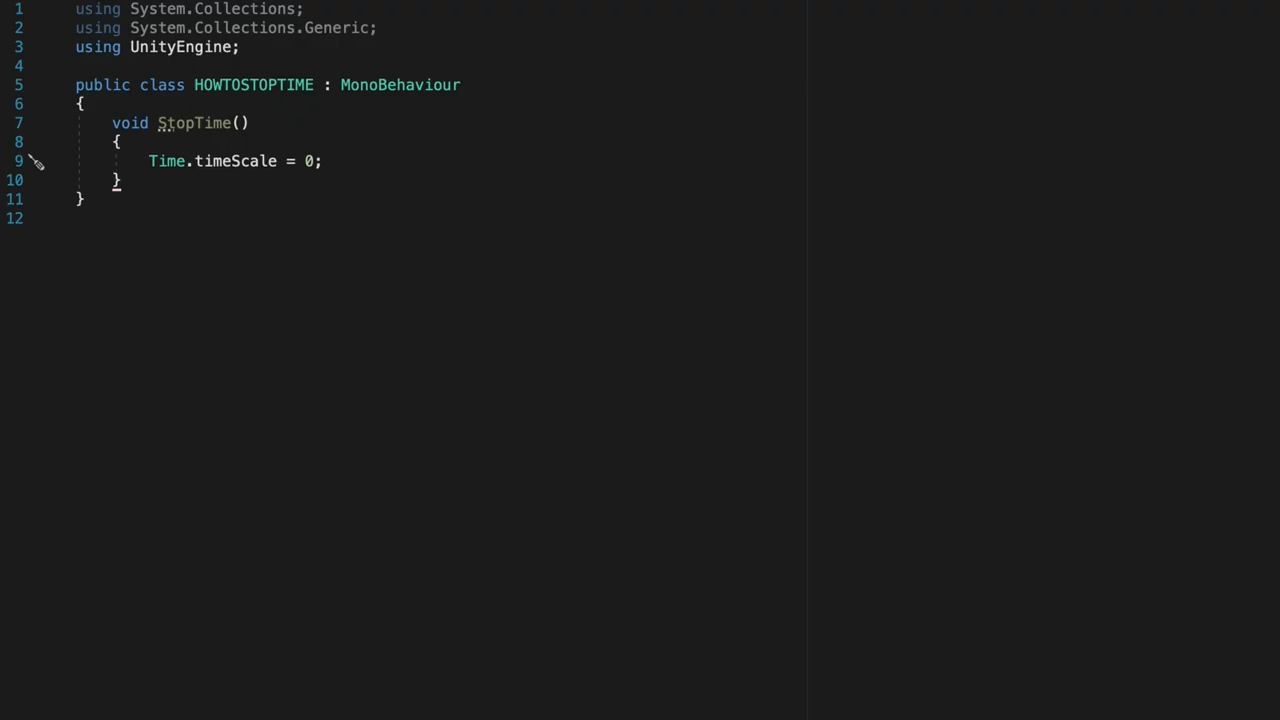 1 using System.Collections;
2 using System.Collections.Generic;
3 using UnityEngine;
4
5 public class HOWTOSTOPTIME : MonoBehaviour
6 {
7 void StopTime()
8 {
9 Time.timeScale = 0;
10 }
11 }
12